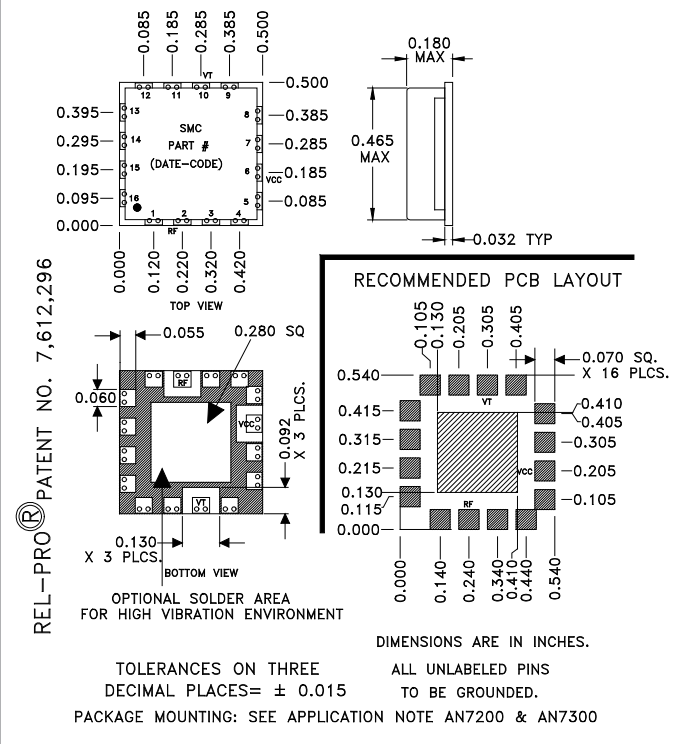 0.085
0.185
0.285
0.385
0.500
VT
12
11
10
9
0.500
0.395
13
8
0.385
SMC
PART #
(DATE-CODE)
0.295
14
7
0.285
0.195
15
6
0.185
VCC
0.095
16
5
0.085
0.000
1
2
3
4
RF
0.000
0.120
0.220
0.320
0.420
TOP VIEW
0.180
MAX
0.465
MAX
0.032 TYP
REL-PRO® PATENT NO. 7,612,296
0.055
0.280 SQ
0.060
RF
VCC
VT
0.092
X 3 PLCS.
0.130
X 3 PLCS.
BOTTOM VIEW
OPTIONAL SOLDER AREA
FOR HIGH VIBRATION ENVIRONMENT
RECOMMENDED PCB LAYOUT
0.105
0.130
0.205
0.305
0.405
0.070 SQ.
X 16 PLCS.
0.540
VT
0.415
0.410
0.405
0.315
0.305
0.215
VCC
0.205
0.130
0.115
RF
0.105
0.000
0.000
0.140
0.240
0.340
0.410
0.440
0.540
DIMENSIONS ARE IN INCHES.
TOLERANCES ON THREE
DECIMAL PLACES= ± 0.015
ALL UNLABELED PINS
TO BE GROUNDED.
PACKAGE MOUNTING: SEE APPLICATION NOTE AN7200 & AN7300